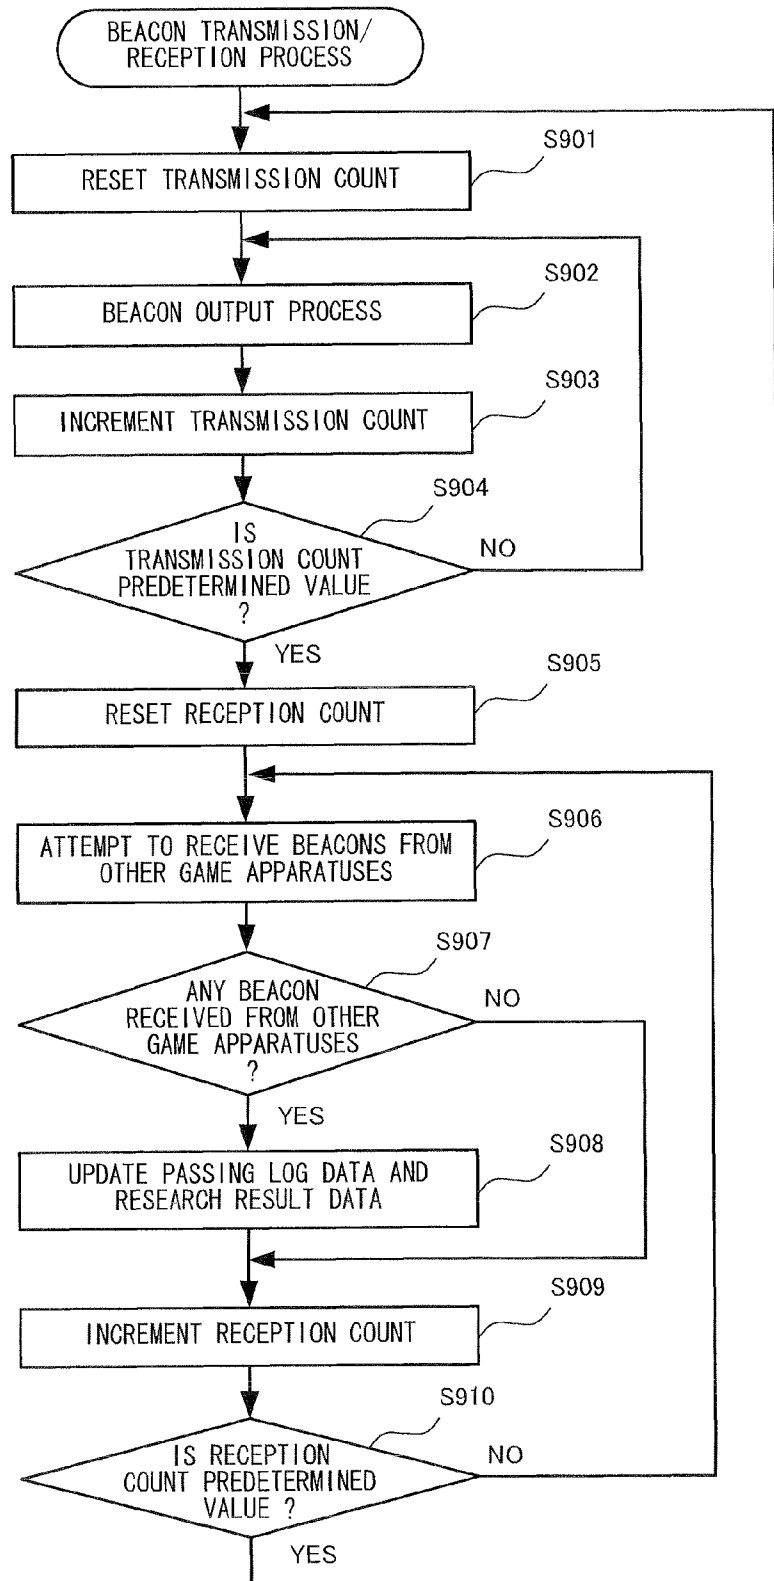 BEACON TRANSMISSION/
RECEPTION PROCESS
S901
RESET TRANSMISSION COUNT
S902
BEACON OUTPUT PROCESS
S903
INCREMENT TRANSMISSION COUNT
S904
IS
TRANSMISSION COUNT
PREDETERMINED VALUE
?
NO
YES
S905
RESET RECEPTION COUNT
S906
ATTEMPT TO RECEIVE BEACONS FROM
OTHER GAME APPARATUSES
S907
ANY BEACON
RECEIVED FROM OTHER
GAME APPARATUSES
?
NO
YES
S908
UPDATE PASSING LOG DATA AND
RESEARCH RESULT DATA
S909
INCREMENT RECEPTION COUNT
S910
IS RECEPTION
COUNT PREDETERMINED
VALUE ?
NO
YES